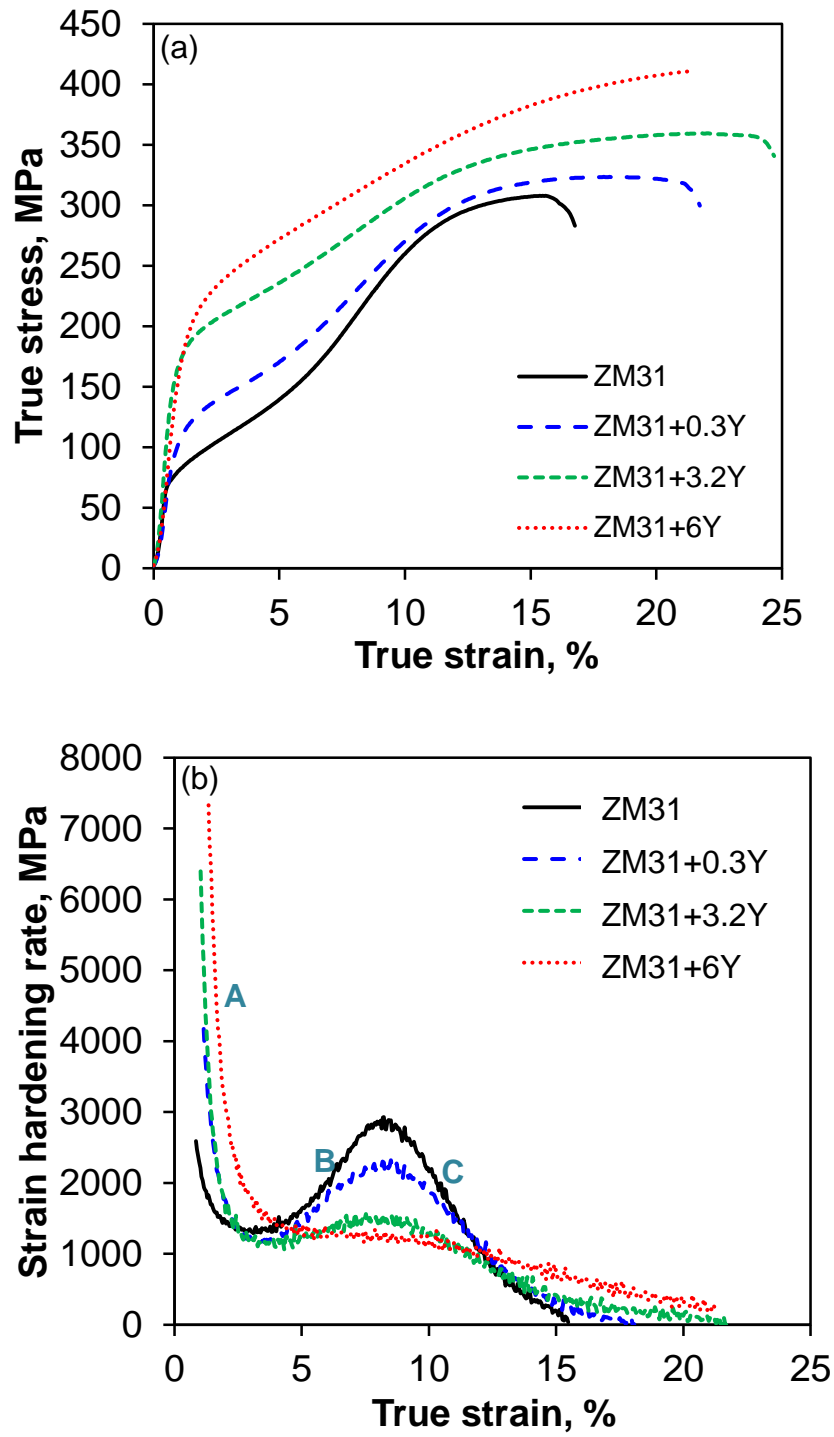 (a)
True stress, MPa
450
400
350
300
250
200
150
100
50
0
ZM31
ZM31+0.3Y
ZM31+3.2Y
ZM31+6Y
0 5 10 15 20 25
True strain, %
(b)
Strain hardening rate, MPa
8000
7000
6000
5000
4000
3000
2000
1000
0
ZM31
ZM31+0.3Y
ZM31+3.2Y
ZM31+6Y
A
B
C
0 5 10 15 20 25
True strain, %